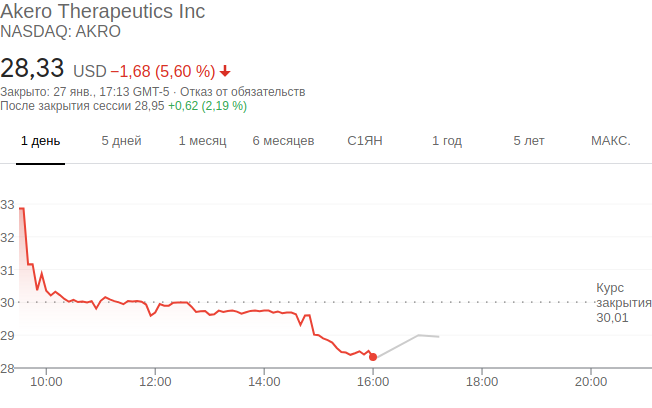 Akero Therapeutics Inc
NASDAQ: AKRO
28,33 USD −1,68 (5,60 %)
Закрыто: 27 янв., 17:13 GMT-5 · Отказ от обязательств
После закрытия сессии 28,95 +0,62 (2,19 %)
1 день 5 дней 1 месяц 6 месяцев С1ЯН 1 год 5 лет МАКС.
33
32
31
30
29
28
Курс
закрытия
30,01
10:00 12:00 14:00 16:00 18:00 20:00